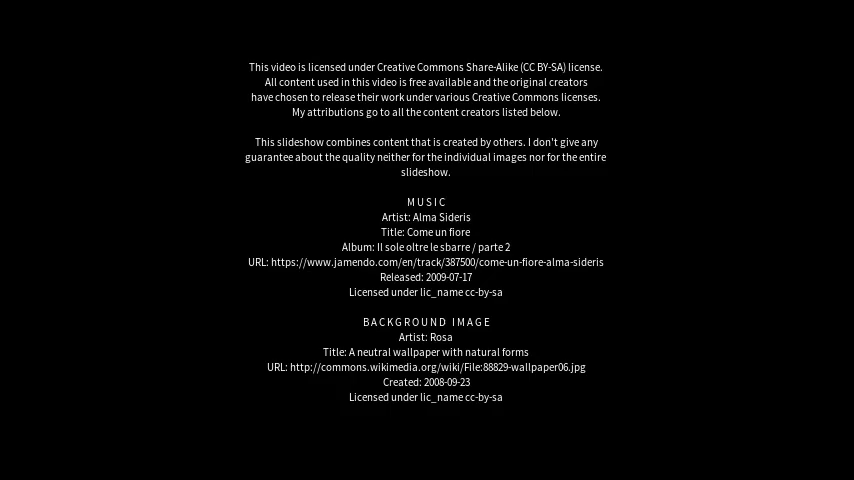 This video is licensed under Creative Commons Share-Alike (CC BY-SA) license.
All content used in this video is free available and the original creators
have chosen to release their work under various Creative Commons licenses.
My attributions go to all the content creators listed below.
This slideshow combines content that is created by others. I don't give any
guarantee about the quality neither for the individual images nor for the entire
slideshow.
MUSIC
Artist: Alma Sideris
Title: Come un fiore
Album: Il sole oltre le sbarre / parte 2
URL: https://www.jamendo.com/en/track/387500/come-un-fiore-alma-sideris
Released: 2009-07-17
Licensed under lic_name cc-by-sa
BACKGROUND IMAGE
Artist: Rosa
Title: A neutral wallpaper with natural forms
URL: http://commons.wikimedia.org/wiki/File:88829-wallpaper06.jpg
Created: 2008-09-23
Licensed under lic_name cc-by-sa